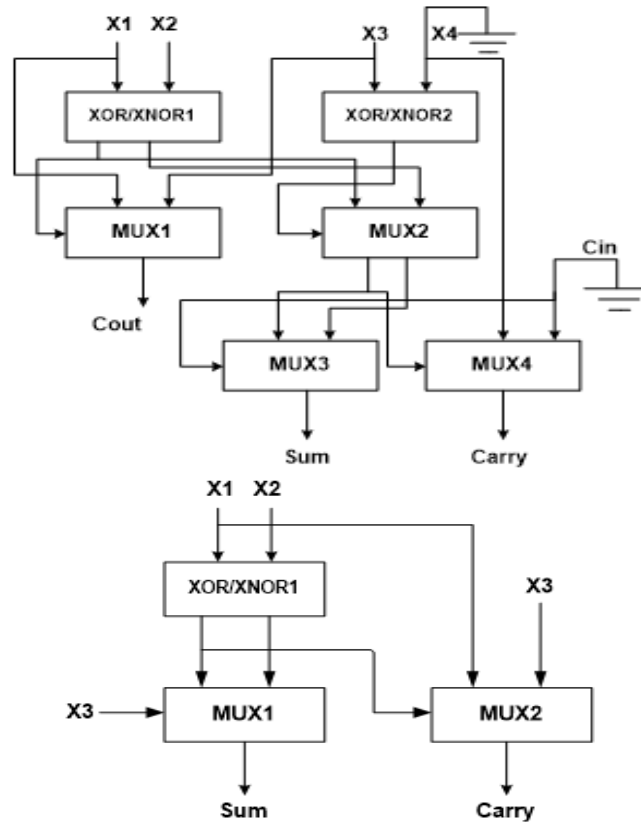 X1 X2 X3 X4
XOR/XNOR1 XOR/XNOR2
MUX1 MUX2
Cin
Cout
MUX3 MUX4
Sum Carry
X1 X2
XOR/XNOR1
X3
X3 MUX1 MUX2
Sum Carry